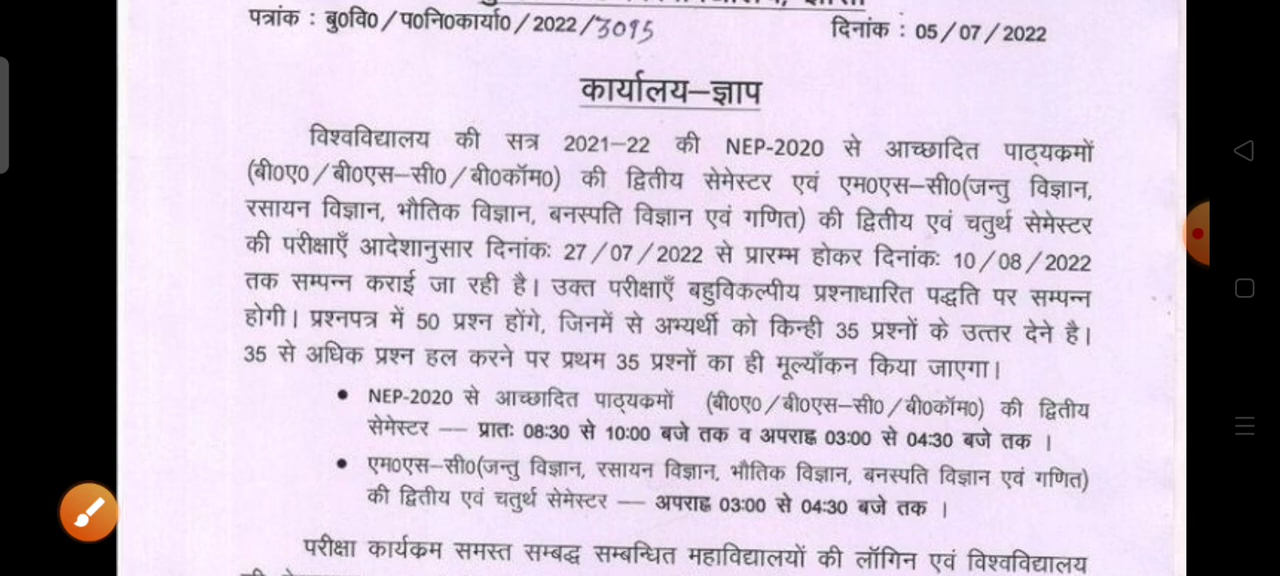 पत्रांक : बु0वि0 / प0नि0कार्या0 / 2022 / 3095 दिनांक : 05 / 07 / 2022
कार्यालय–ज्ञाप
विश्वविद्यालय की सत्र 2021–22 की NEP-2020 से आच्छादित पाठ्यक्रमों
(बी0ए0 / बी0एस–सी0 / बी0कॉम0) की द्वितीय सेमेस्टर एवं एम0एस–सी0(जन्तु विज्ञान,
रसायन विज्ञान, भौतिक विज्ञान, बनस्पति विज्ञान एवं गणित) की द्वितीय एवं चतुर्थ सेमेस्टर
की परीक्षाएँ आदेशानुसार दिनांकः 27 / 07 / 2022 से प्रारम्भ होकर दिनांकः 10 / 08 / 2022
तक सम्पन्न कराई जा रही है। उक्त परीक्षाएँ बहुविकल्पीय प्रश्नाधारित पद्धति पर सम्पन्न
होगी। प्रश्नपत्र में 50 प्रश्न होंगे, जिनमें से अभ्यर्थी को किन्ही 35 प्रश्नों के उत्तर देने है।
35 से अधिक प्रश्न हल करने पर प्रथम 35 प्रश्नों का ही मूल्याँकन किया जाएगा।
• NEP-2020 से आच्छादित पाठ्यक्रमों (बी0ए0 / बी0एस–सी0 / बी0कॉम0) की द्वितीय
सेमेस्टर — प्रातः 08:30 से 10:00 बजे तक व अपराह्न 03:00 से 04:30 बजे तक ।
• एम0एस–सी0(जन्तु विज्ञान, रसायन विज्ञान, भौतिक विज्ञान, बनस्पति विज्ञान एवं गणित)
की द्वितीय एवं चतुर्थ सेमेस्टर — अपराह्न 03:00 से 04:30 बजे तक ।
परीक्षा कार्यक्रम समस्त सम्बद्ध सम्बन्धित महाविद्यालयों की लॉगिन एवं विश्वविद्यालय